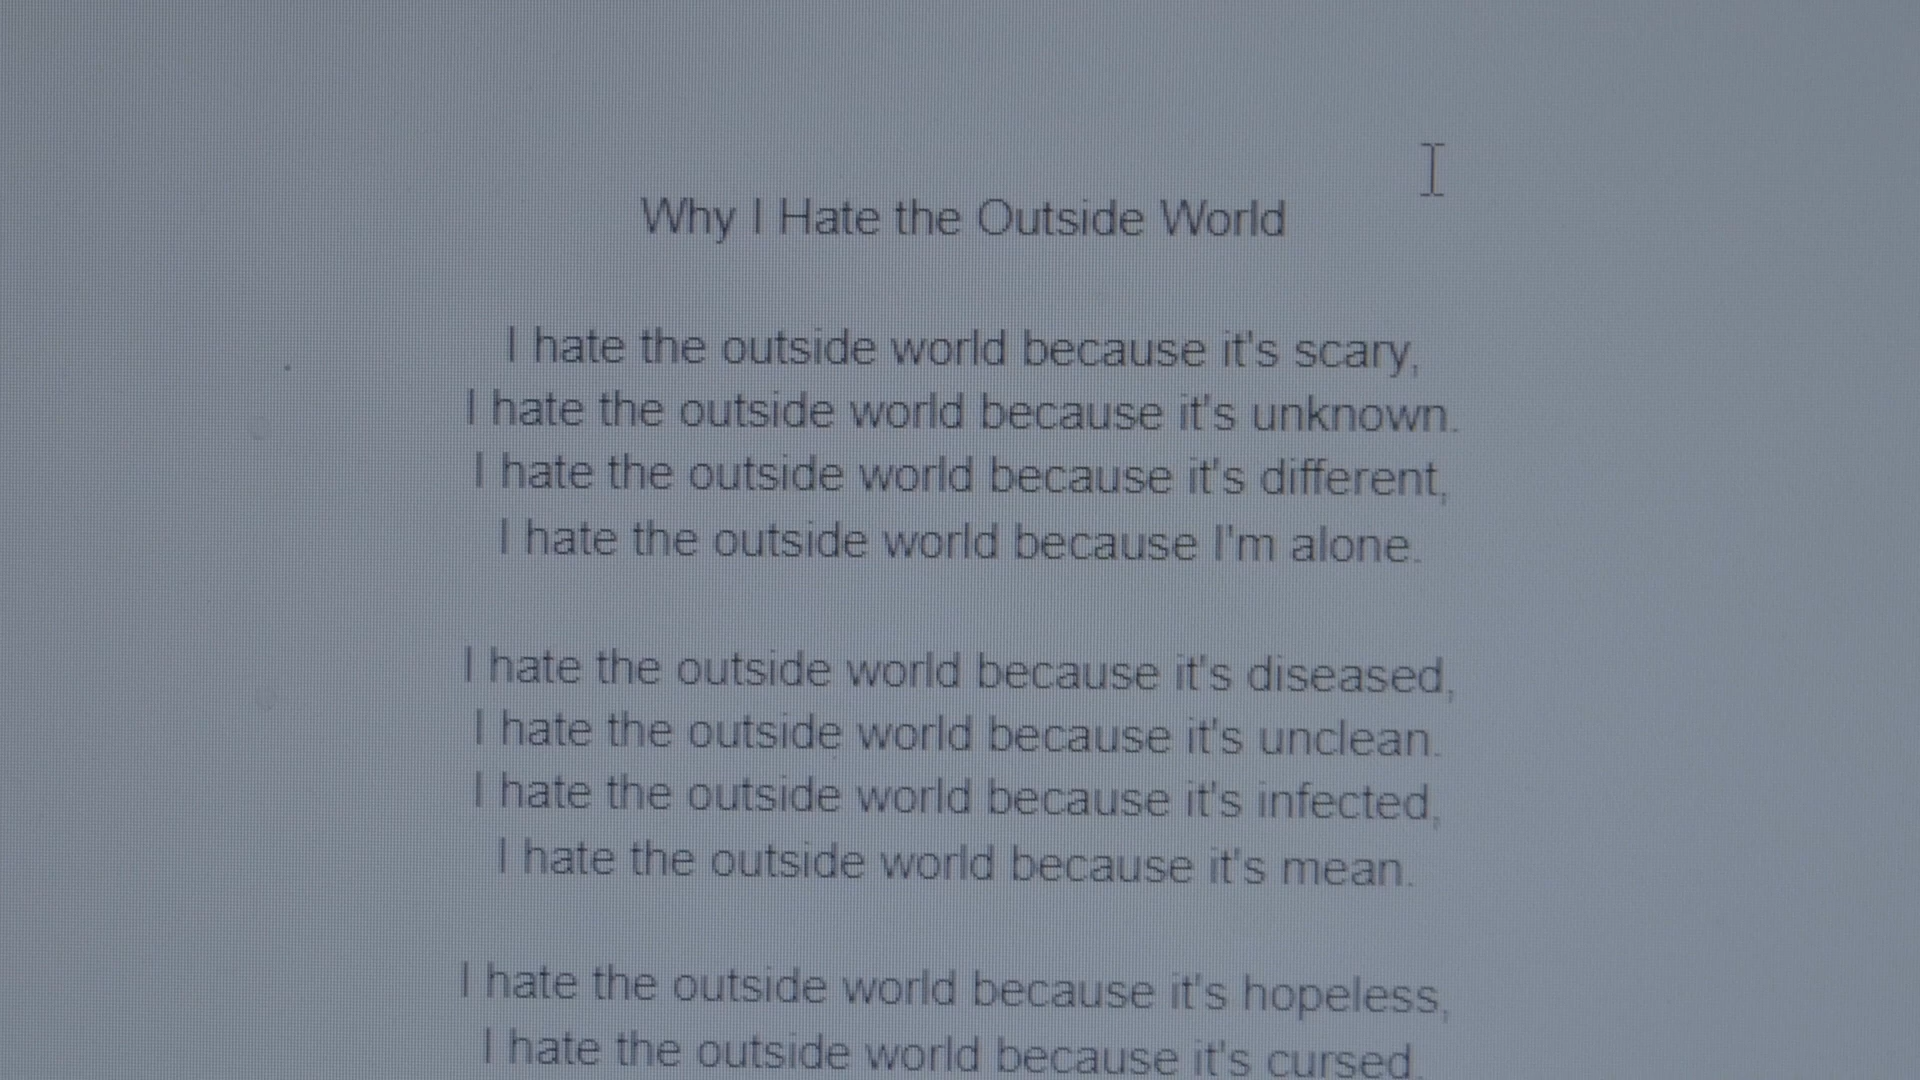 Why I Hate the Outside World
I hate the outside world because it's scary,
I hate the outside world because it's unknown.
I hate the outside world because it's different,
I hate the outside world because I'm alone.
I hate the outside world because it's diseased,
I hate the outside world because it's unclean.
I hate the outside world because it's infected,
I hate the outside world because it's mean.
I hate the outside world because it's hopeless,
I hate the outside world because it's cursed.